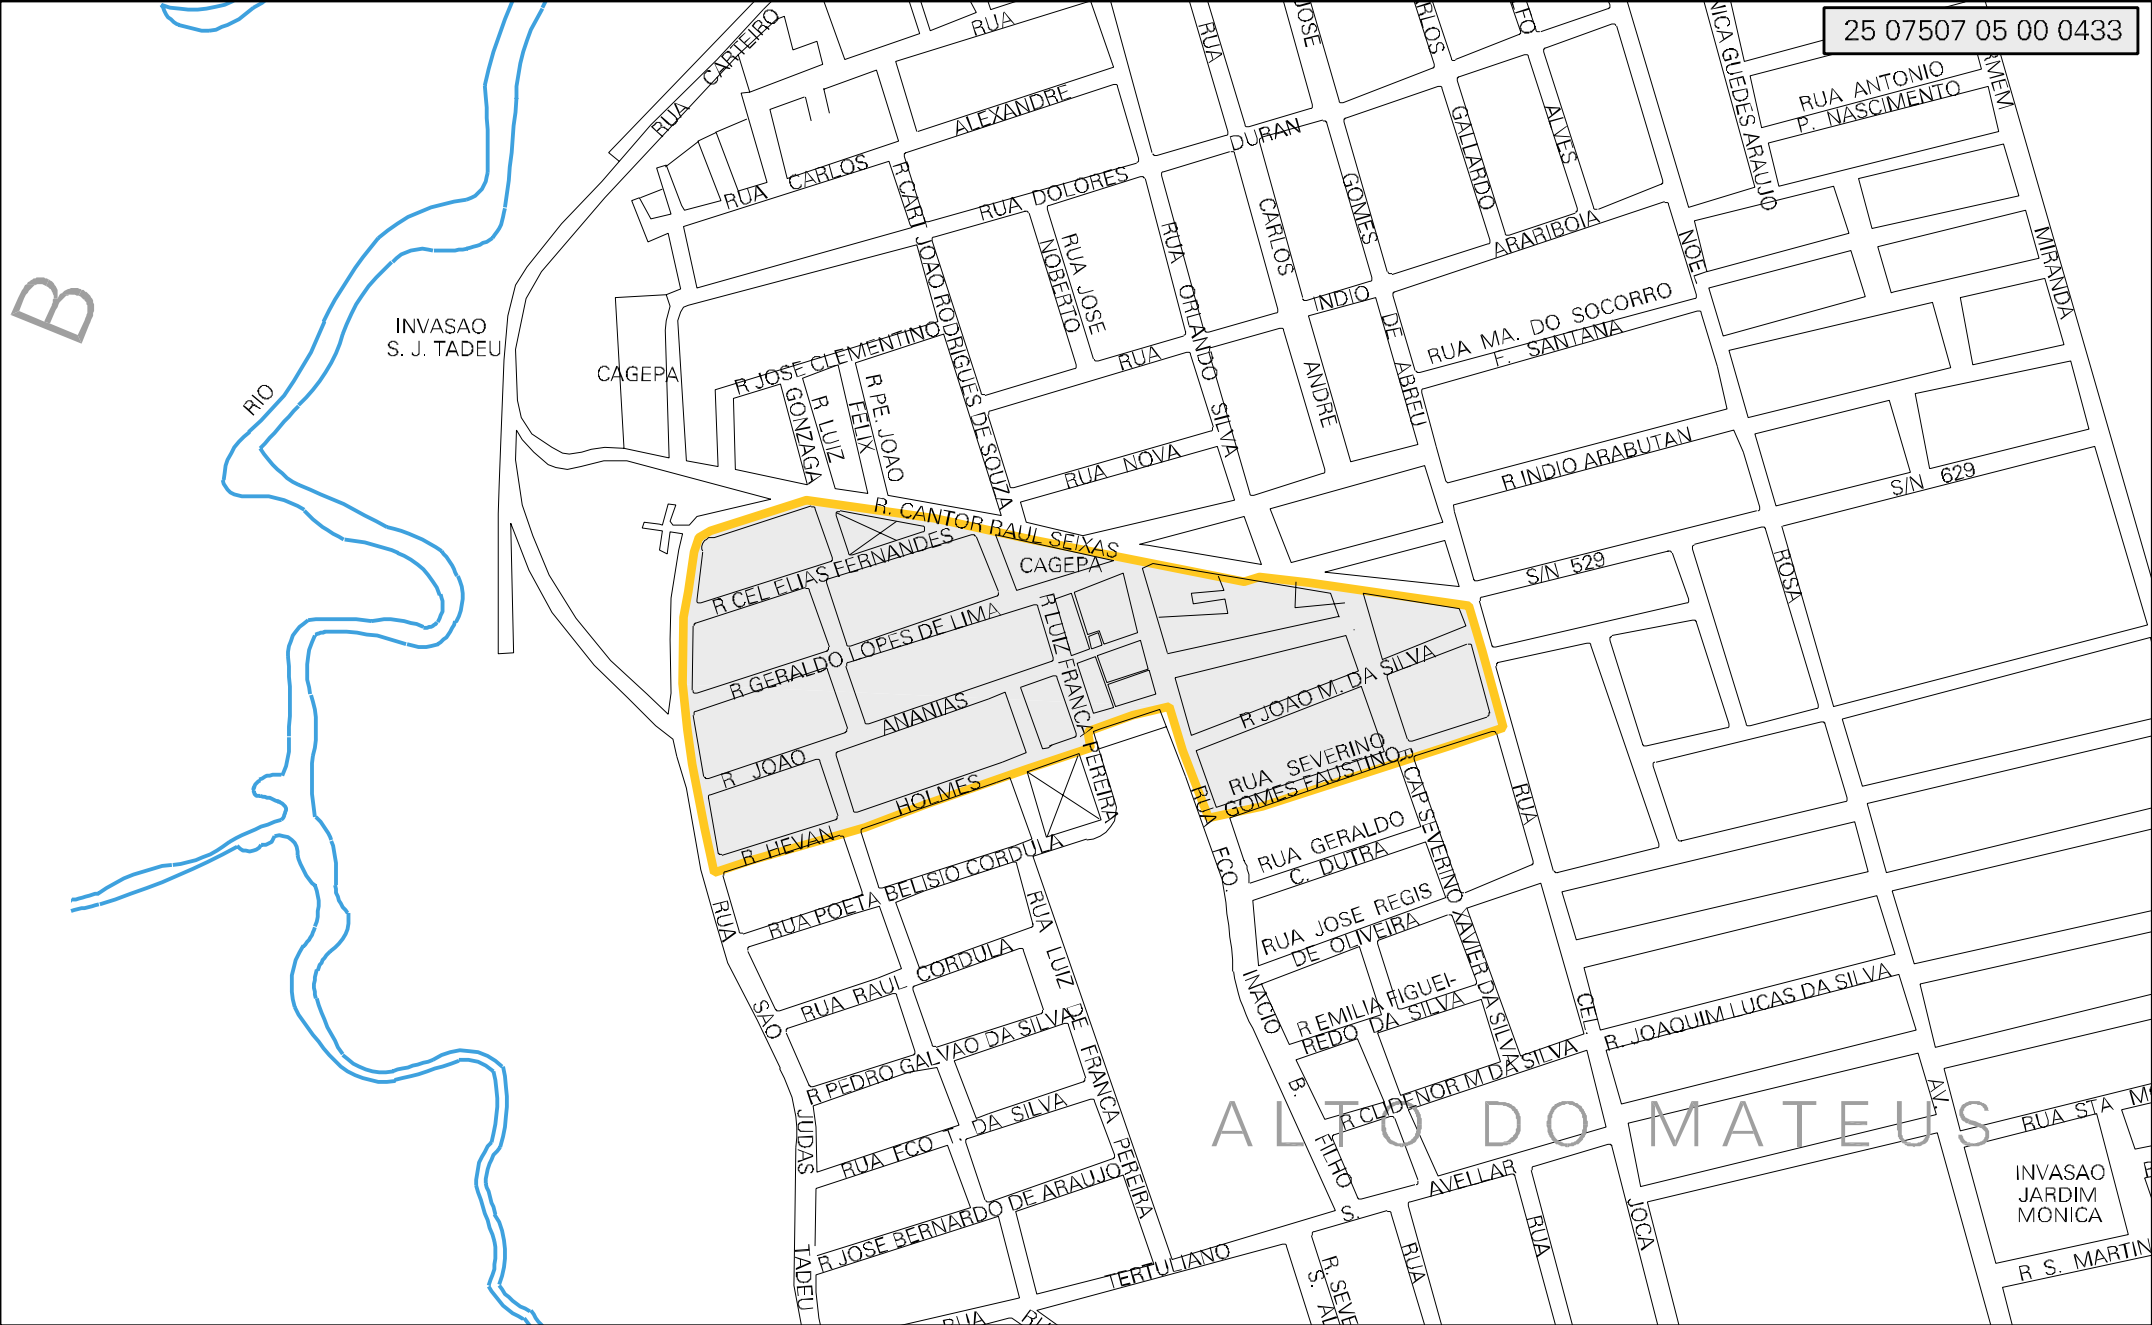 25 07507 05 00 0433
RUA CARTEIRO
RUA
ALEXANDRE
RUA
JOSE
GOMES
DURAN
GALLARDO
ALVES
RUA ANTONIO
P. NASCIMENTO
RUA CARLOS
RUA DOLORES
R CART JOAO RODRIGUES DE SOUZA
RUA JOSE
NOBERTO
RUA ORLANDO SILVA
CARLOS
ANDRE
INDIO
ARARIBOIA
DE ABREU
NOEL
ROSA
MIRANDA
B
INVASAO
S. J. TADEU
RIO
CAGEPA
R JOSE CLEMENTINO
GONZAGA
R LUIZ
FELIX
R PE. JOAO
RUA
RUA NOVA
RUA MA. DO SOCORRO
F. SANTANA
R INDIO ARABUTAN
S/N 629
S/N 529
R. CANTOR RAUL SEIXAS
CAGEPA
R CEL ELIAS FERNANDES
R GERALDO LOPES DE LIMA
R JOAO ANANIAS
R. HEVAN HOLMES
R LUIZ FRANCA PEREIRA
R JOAO M. DA SILVA
RUA SEVERINO
GOMES FAUSTINO
R CAP SEVERINO XAVIER DA SILVA
RUA FCO. INACIO B. FILHO
RUA GERALDO
C. DUTRA
RUA JOSE REGIS
DE OLIVEIRA
R EMILIA FIGUEI-
REDO DA SILVA
R CLIDENOR M DA SILVA
R. JOAQUIM LUCAS DA SILVA
RUA CEL.
JOCA
AV.
RUA POETA BELISIO CORDULA
RUA RAUL CORDULA
R PEDRO GALVAO DA SILVA
RUA FCO T. DA SILVA
R JOSE BERNARDO DE ARAUJO
RUA LUIZ DE FRANCA PEREIRA
RUA SAO JUDAS TADEU
ALTO DO MATEUS
TERTULIANO
S.
AVELLAR
RUA
RUA
RUA STA
INVASAO
JARDIM
MONICA
R S. MARTIN
RUA